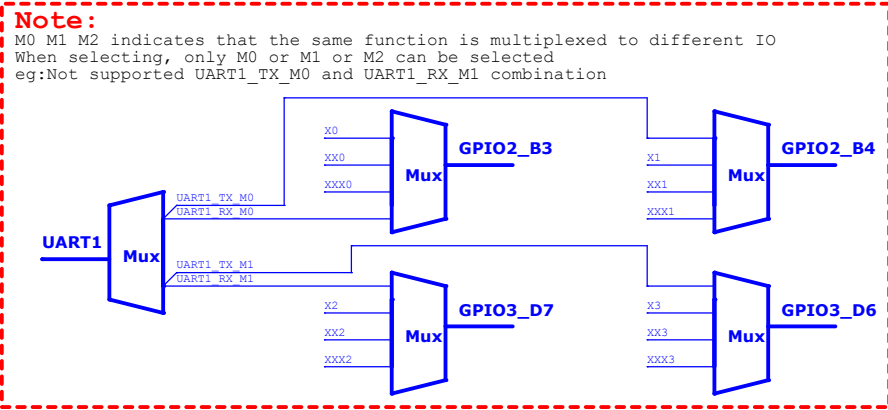 Note:
M0 M1 M2 indicates that the same function is multiplexed to different IO
When selecting, only M0 or M1 or M2 can be selected
eg:Not supported UART1_TX_M0 and UART1_RX_M1 combination
X0
XX0
XXX0
Mux
GPIO2_B3
X1
XX1
XXX1
Mux
GPIO2_B4
UART1
Mux
UART1_TX_M0
UART1_RX_M0
UART1_TX_M1
UART1_RX_M1
X2
XX2
XXX2
Mux
GPIO3_D7
X3
XX3
XXX3
Mux
GPIO3_D6